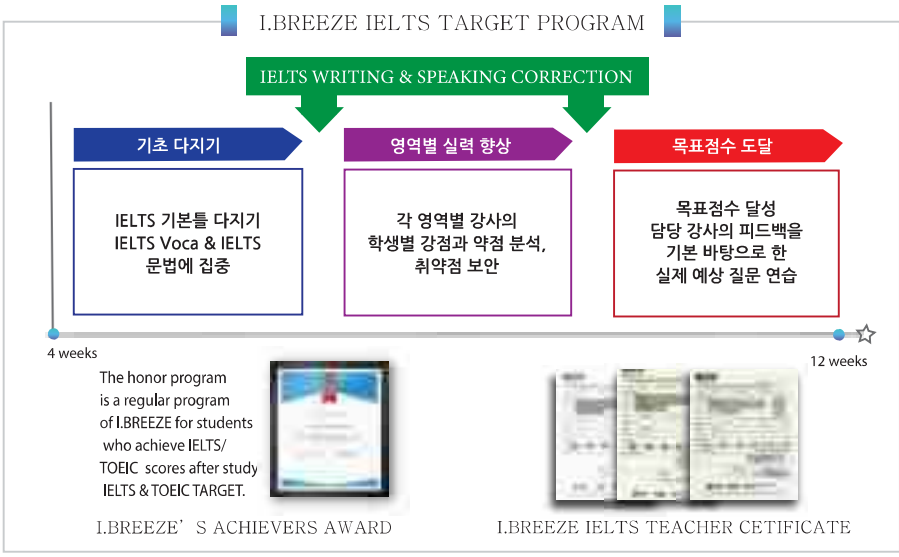 I.BREEZE IELTS TARGET PROGRAM
IELTS WRITING & SPEAKING CORRECTION
기초 다지기
IELTS 기본틀 다지기
IELTS Voca & IELTS
문법에 집중
영역별 실력 향상
각 영역별 강사의
학생별 강점과 약점 분석,
취약점 보안
목표점수 도달
목표점수 달성
담당 강사의 피드백을
기본 바탕으로 한
실제 예상 질문 연습
4 weeks
12 weeks
The honor program
is a regular program
of I.BREEZE for students
who achieve IELTS/
TOEIC scores after study
IELTS & TOEIC TARGET.
I.BREEZE' S ACHIEVERS AWARD
I.BREEZE IELTS TEACHER CETIFICATE